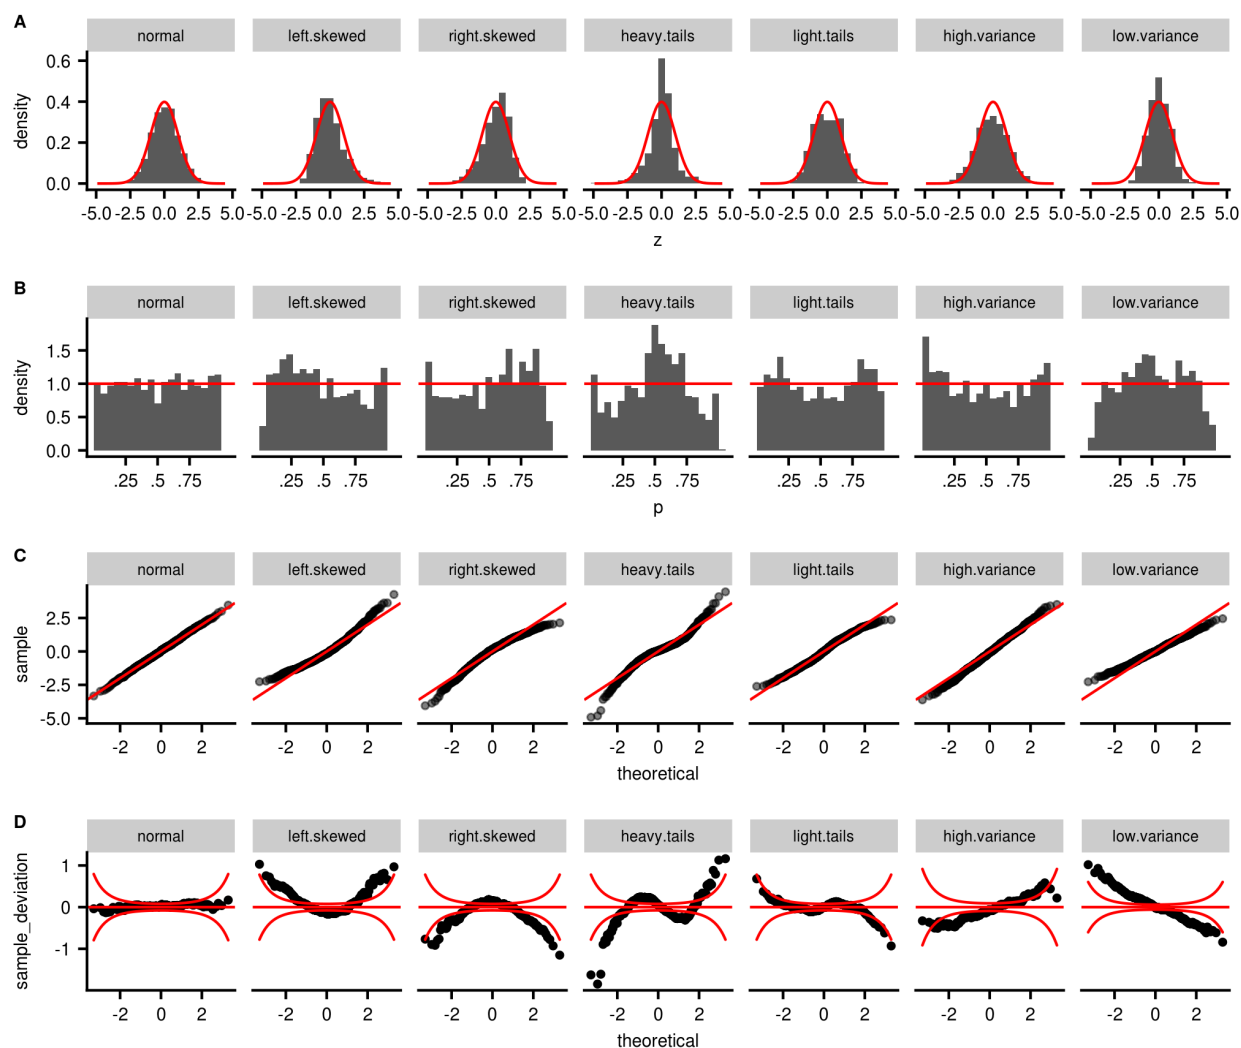 A
normal left.skewed right.skewed heavy.tails light.tails high.variance low.variance
0.6
0.4
0.2
0.0
density
-5.0 -2.5 0.0 2.5 5.0 -5.0 -2.5 0.0 2.5 5.0 -5.0 -2.5 0.0 2.5 5.0 -5.0 -2.5 0.0 2.5 5.0 -5.0 -2.5 0.0 2.5 5.0 -5.0 -2.5 0.0 2.5 5.0 -5.0 -2.5 0.0 2.5 5.0
z
B
normal left.skewed right.skewed heavy.tails light.tails high.variance low.variance
1.5
1.0
0.5
0.0
density
.25 .5 .75 .25 .5 .75 .25 .5 .75 .25 .5 .75 .25 .5 .75 .25 .5 .75 .25 .5 .75
p
C
normal left.skewed right.skewed heavy.tails light.tails high.variance low.variance
2.5
0.0
-2.5
-5.0
sample
-2 0 2 -2 0 2 -2 0 2 -2 0 2 -2 0 2 -2 0 2 -2 0 2
theoretical
D
normal left.skewed right.skewed heavy.tails light.tails high.variance low.variance
1
0
-1
sample_deviation
-2 0 2 -2 0 2 -2 0 2 -2 0 2 -2 0 2 -2 0 2 -2 0 2
theoretical